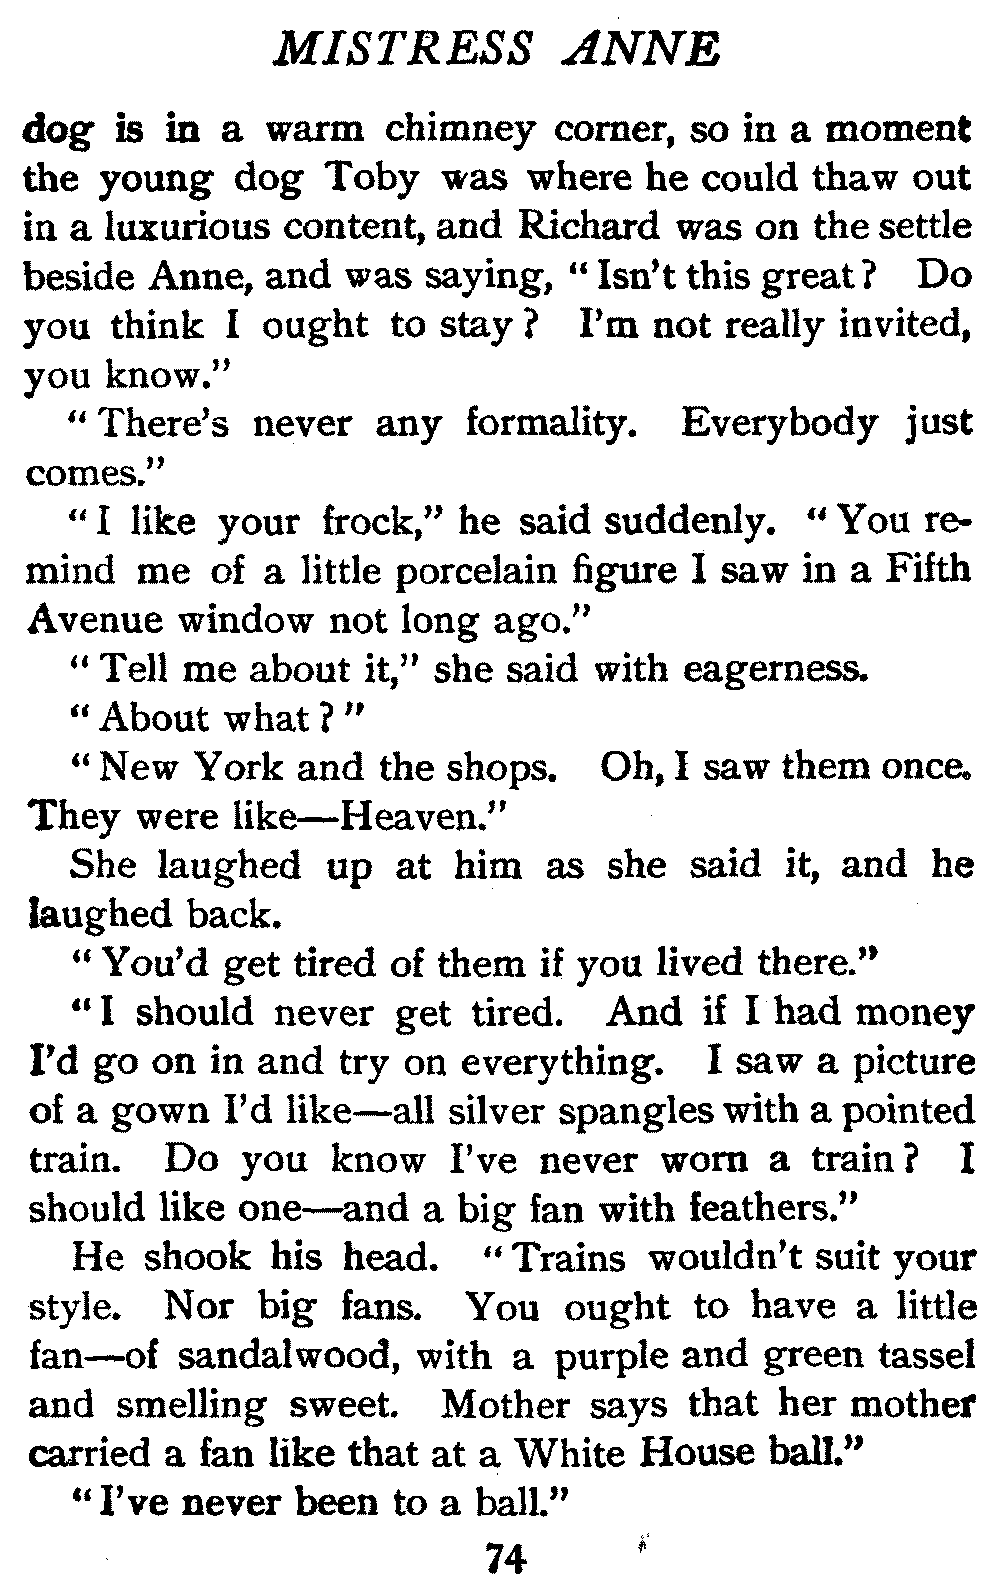 MISTRESS ANNE
dog is in a warm chimney corner, so in a moment
the young dog Toby was where he could thaw out
in a luxurious content, and Richard was on the settle
beside Anne, and was saying, “ Isn’t this great ? Do
you think I ought to stay ? I’m not really invited,
you know.”
“ There’s never any formality. Everybody just
comes.”
“ I like your frock,” he said suddenly. “ You re-
mind me of a little porcelain figure I saw in a Fifth
Avenue window not long ago.”
“ Tell me about it,” she said with eagerness.
“ About what ? ”
“ New York and the shops. Oh, I saw them once.
They were like—Heaven.”
She laughed up at him as she said it, and he
laughed back.
“ You’d get tired of them if you lived there.”
“ I should never get tired. And if I had money
I’d go on in and try on everything. I saw a picture
of a gown I’d like—all silver spangles with a pointed
train. Do you know I’ve never worn a train ? I
should like one—and a big fan with feathers.”
He shook his head. “ Trains wouldn’t suit your
style. Nor big fans. You ought to have a little
fan—of sandalwood, with a purple and green tassel
and smelling sweet. Mother says that her mother
carried a fan like that at a White House ball.”
“ I’ve never been to a ball.”
74